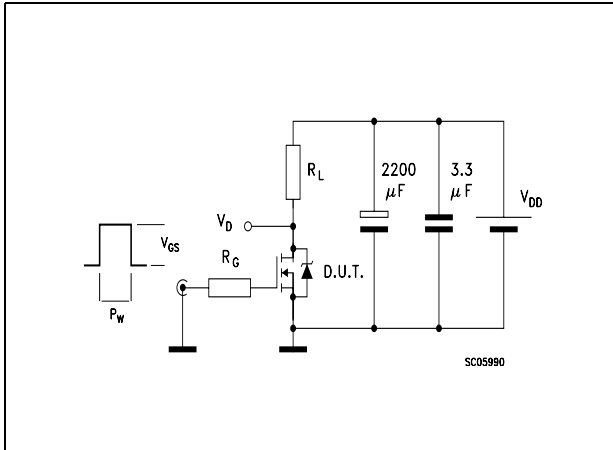 R_L
2200 μF
3.3 μF
V_DD
V_D
V_GS
R_G
D.U.T.
P_W
SC05990